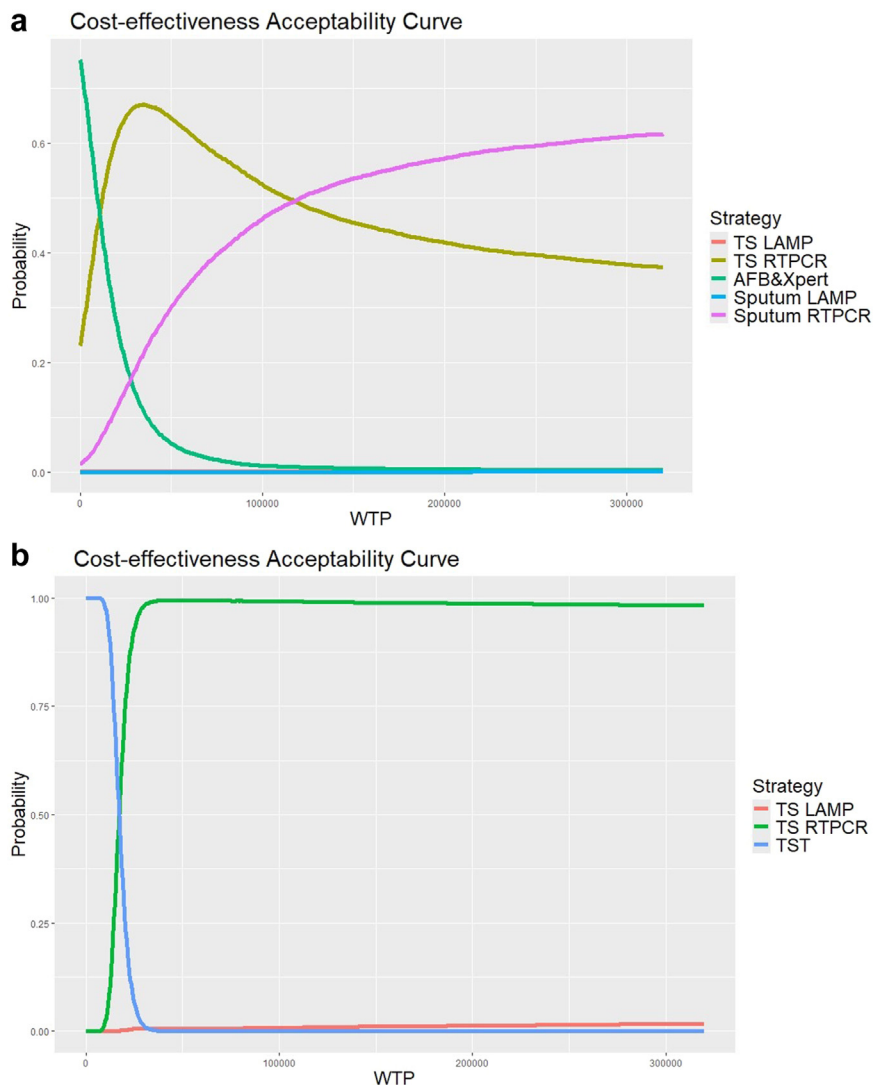 a
Cost-effectiveness Acceptability Curve
Probability
0.6
0.4
0.2
0.0
0
100000
200000
300000
WTP
Strategy
TS LAMP
TS RTPCR
AFB&Xpert
Sputum LAMP
Sputum RTPCR
b
Cost-effectiveness Acceptability Curve
Probability
1.00
0.75
0.50
0.25
0.00
0
100000
200000
300000
WTP
Strategy
TS LAMP
TS RTPCR
TST